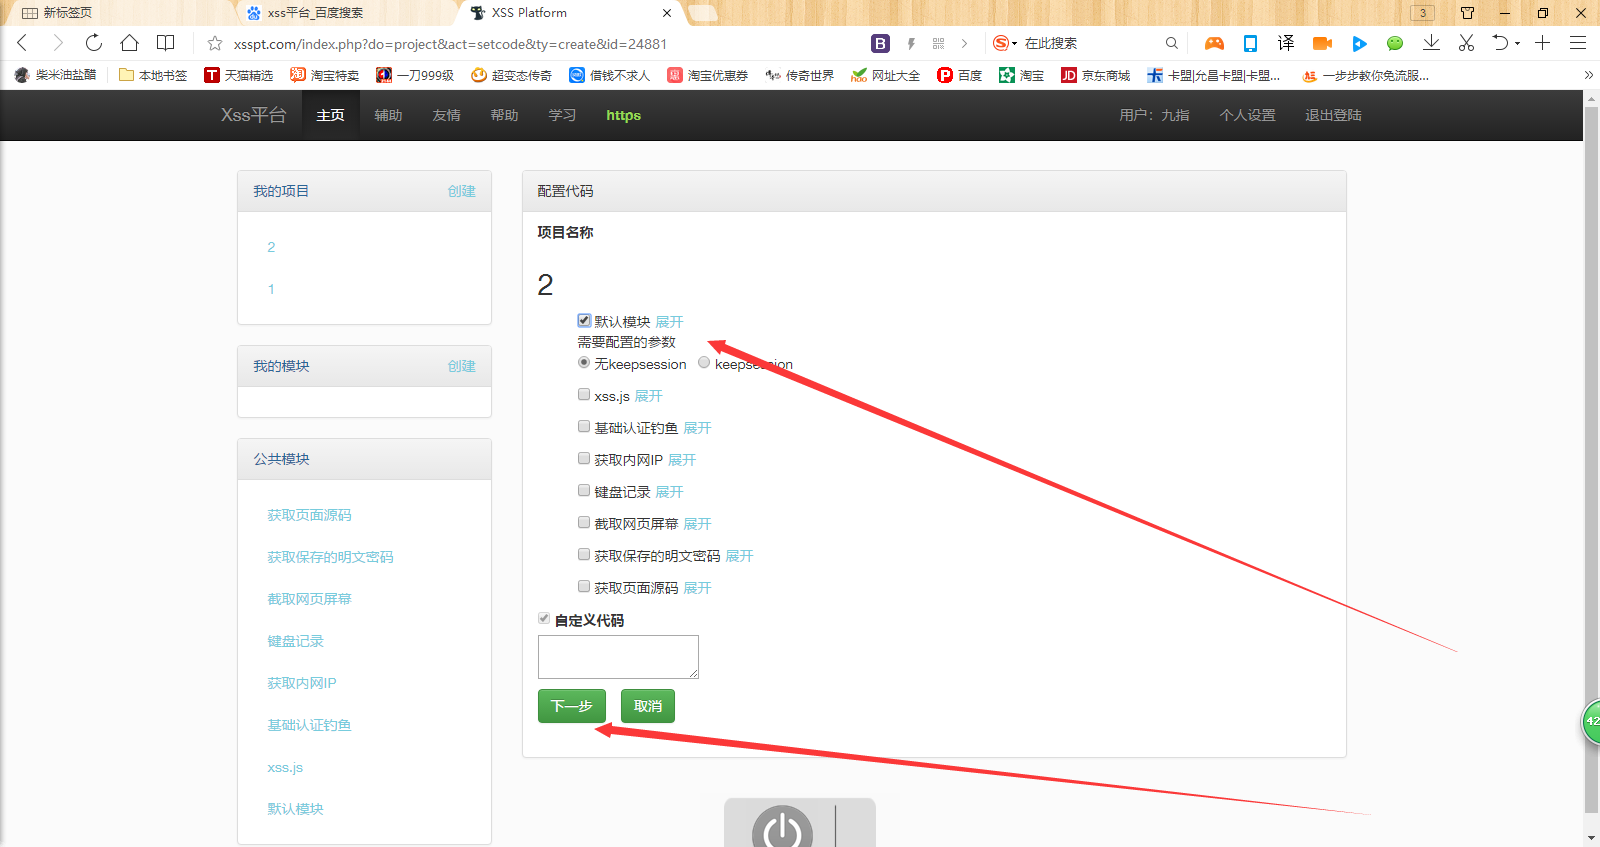 新标签页
xss平台_百度搜索
XSS Platform
3
xsspt.com/index.php?do=project&act=setcode&ty=create&id=24881
B
在此搜索
译
柴米油盐醋
本地书签
天猫精选
淘宝特卖
一刀999级
超变态传奇
借钱不求人
淘宝优惠券
传奇世界
网址大全
百度
淘宝
京东商城
卡盟|允昌卡盟|卡盟...
一步步教你免流服...
Xss平台
主页
辅助
友情
帮助
学习
https
用户：九指
个人设置
退出登陆
我的项目
创建
2
1
我的模块
创建
公共模块
获取页面源码
获取保存的明文密码
截取网页屏幕
键盘记录
获取内网IP
基础认证钓鱼
xss.js
默认模块
配置代码
项目名称
2
默认模块 展开
需要配置的参数
无keepsession keepsession
xss.js 展开
基础认证钓鱼 展开
获取内网IP 展开
键盘记录 展开
截取网页屏幕 展开
获取保存的明文密码 展开
获取页面源码 展开
自定义代码
下一步
取消
42